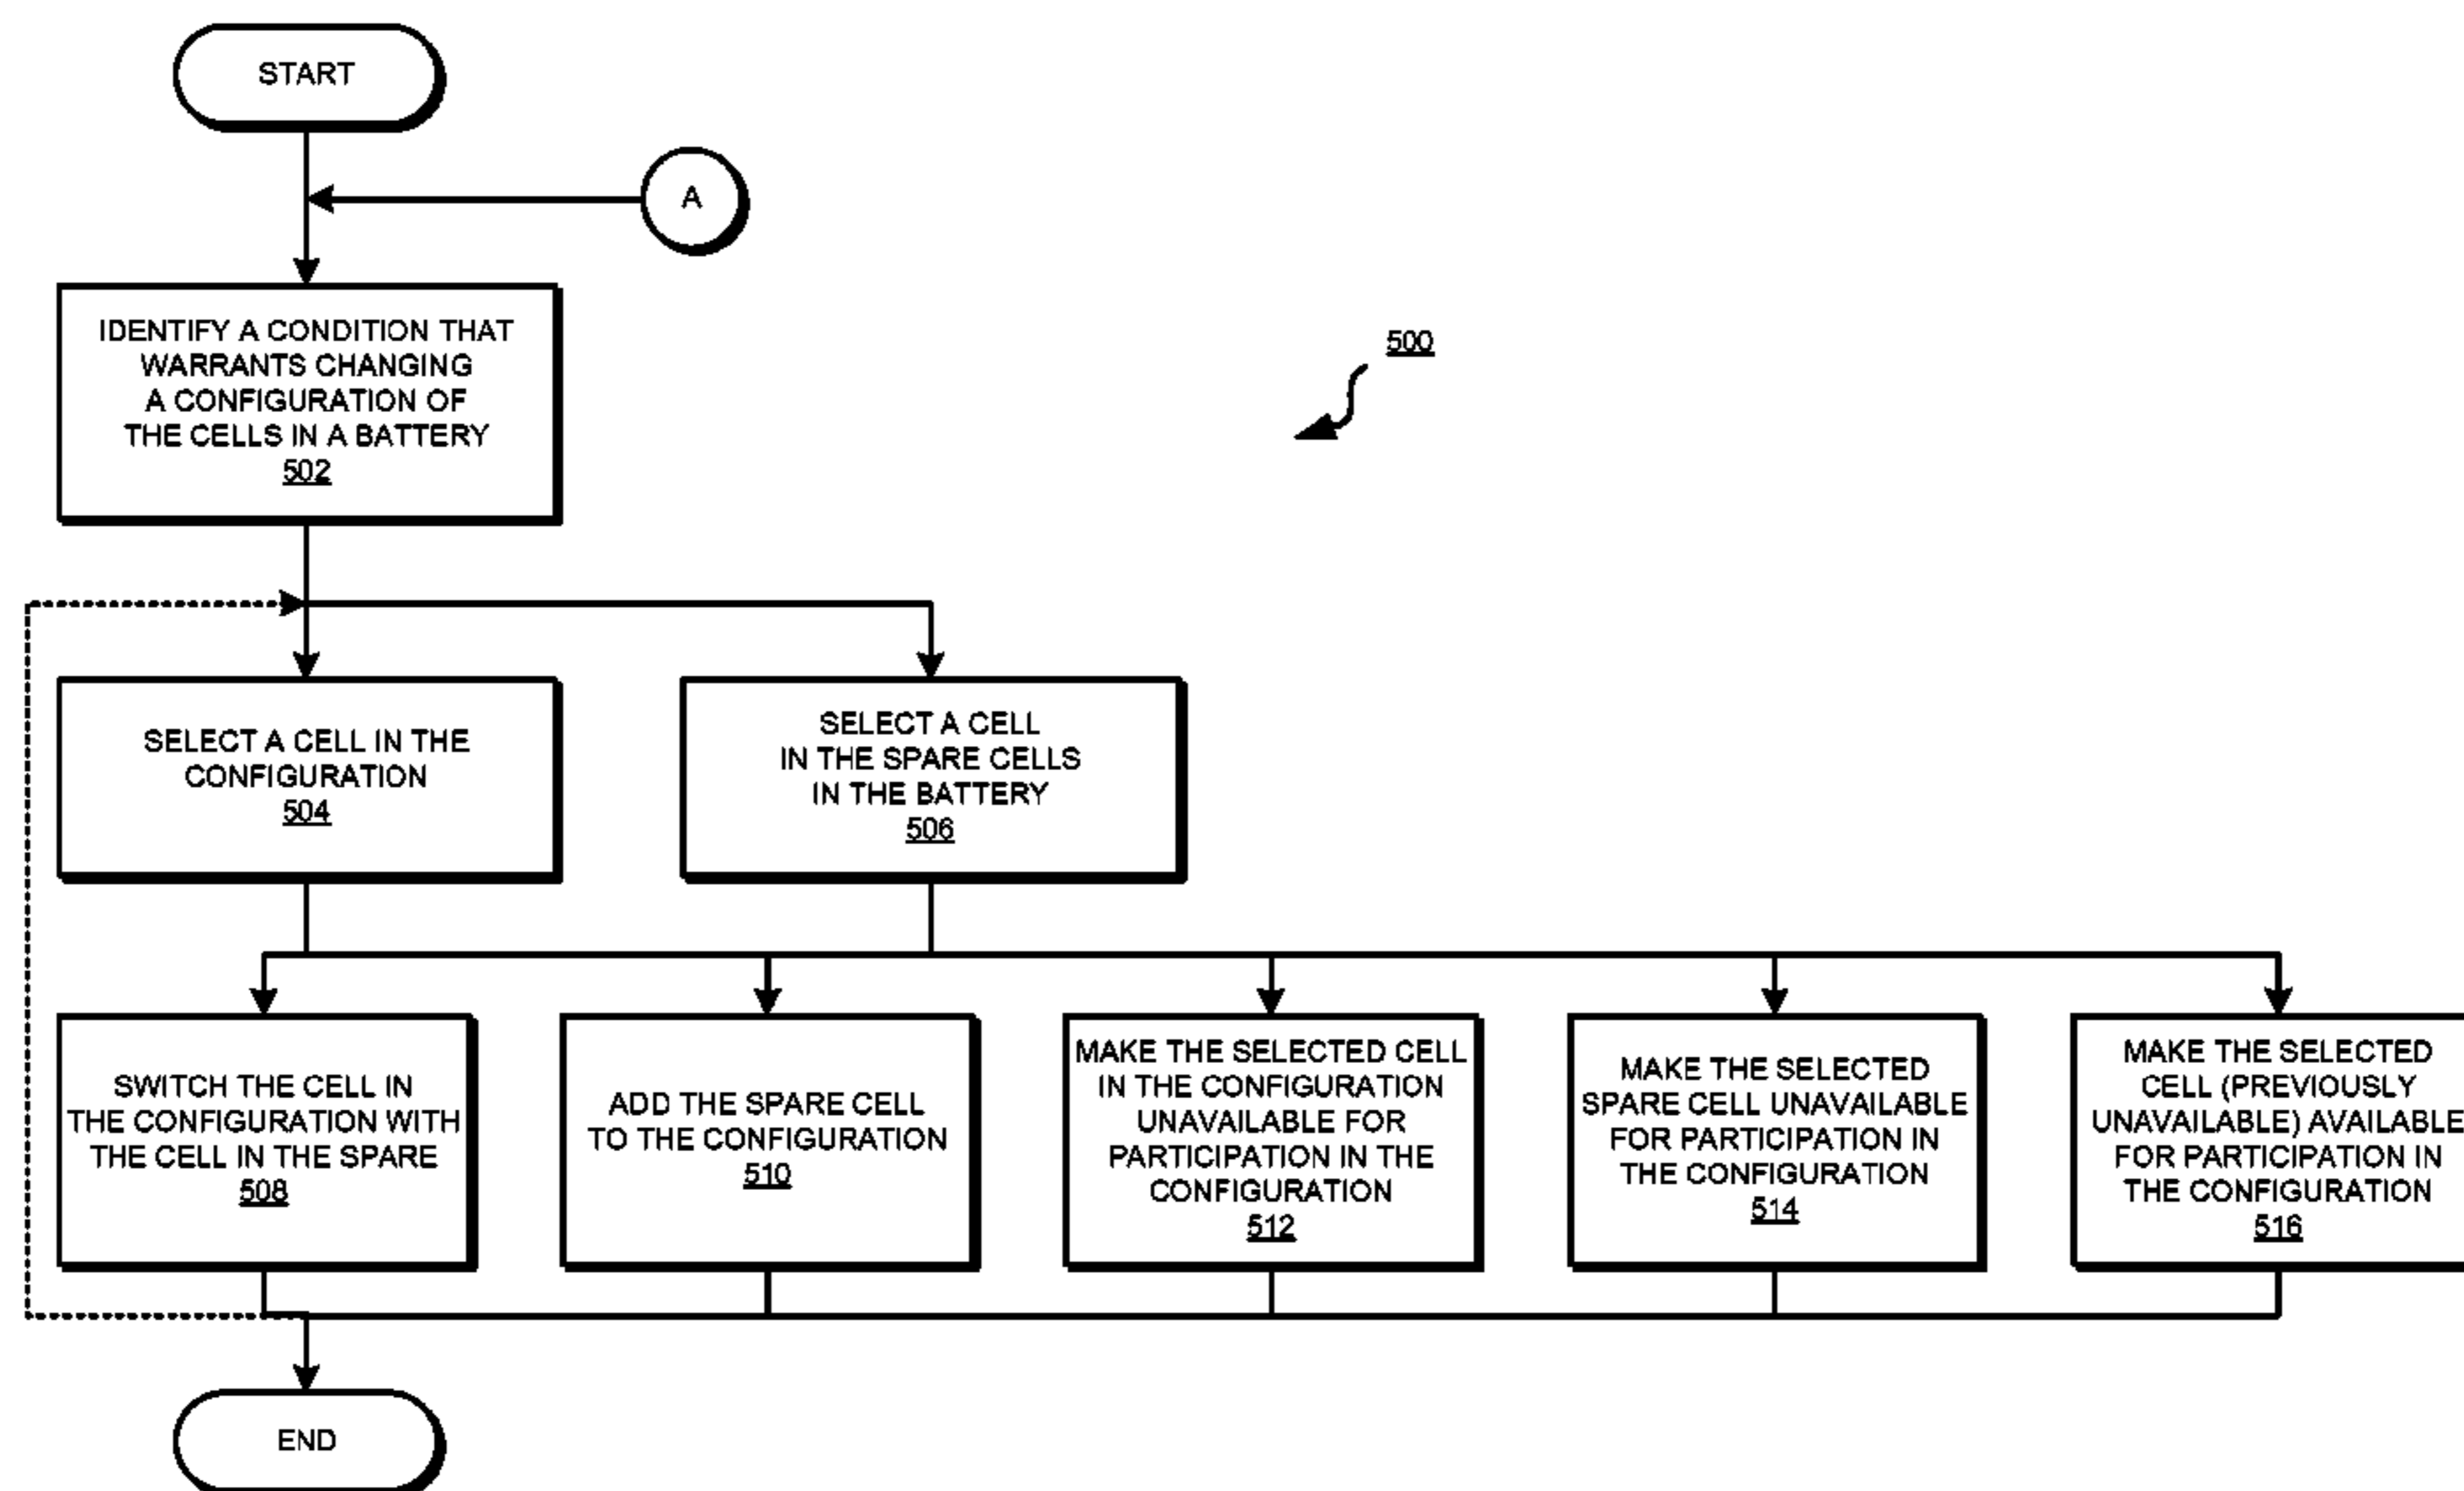 START
A
IDENTIFY A CONDITION THAT
WARRANTS CHANGING
A CONFIGURATION OF
THE CELLS IN A BATTERY
502
500
SELECT A CELL IN THE
CONFIGURATION
504
SELECT A CELL
IN THE SPARE CELLS
IN THE BATTERY
506
SWITCH THE CELL IN
THE CONFIGURATION WITH
THE CELL IN THE SPARE
508
ADD THE SPARE CELL
TO THE CONFIGURATION
510
MAKE THE SELECTED CELL
IN THE CONFIGURATION
UNAVAILABLE FOR
PARTICIPATION IN THE
CONFIGURATION
512
MAKE THE SELECTED
SPARE CELL UNAVAILABLE
FOR PARTICIPATION IN
THE CONFIGURATION
514
MAKE THE SELECTED
CELL (PREVIOUSLY
UNAVAILABLE) AVAILABLE
FOR PARTICIPATION IN
THE CONFIGURATION
516
END